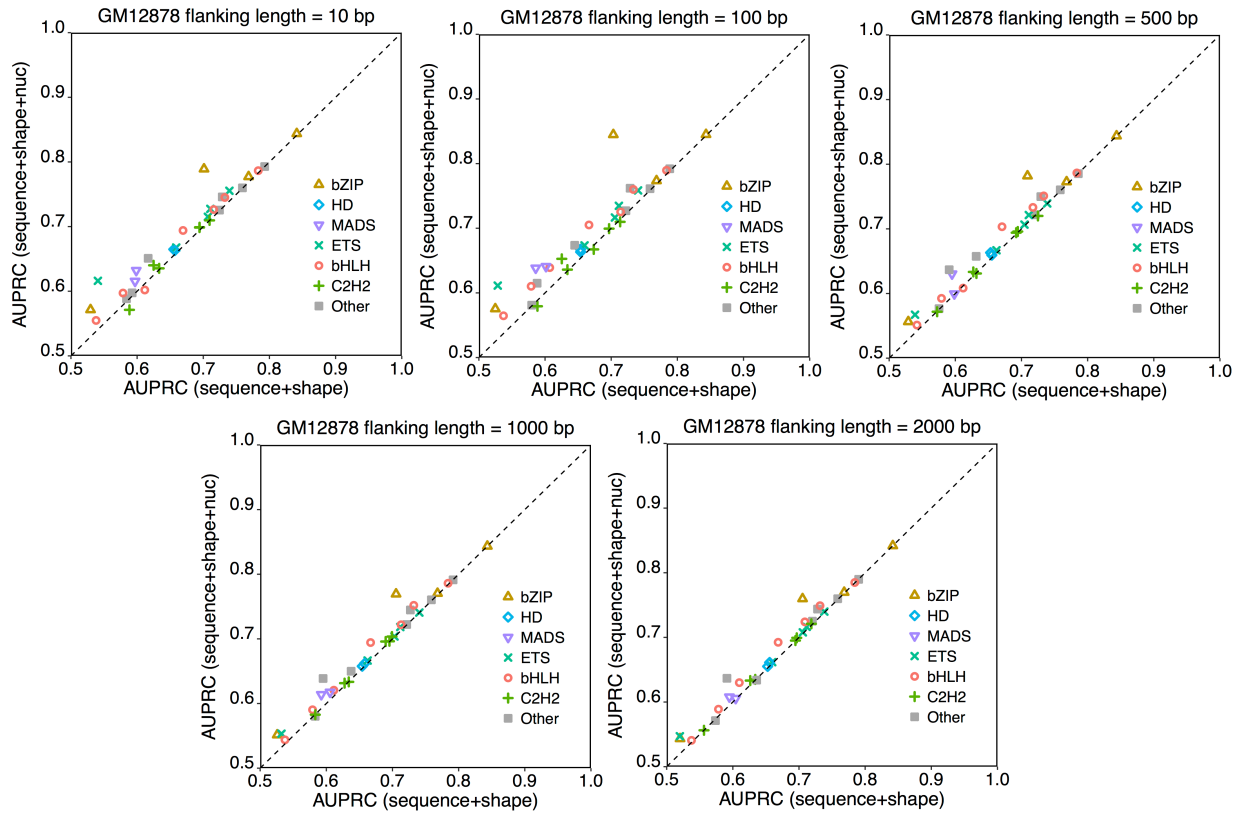 GM12878 flanking length = 10 bp
AUPRC (sequence+shape+nuc)
1.0
0.9
0.8
0.7
0.6
0.5
bZIP
HD
MADS
ETS
bHLH
C2H2
Other
0.5 0.6 0.7 0.8 0.9 1.0
AUPRC (sequence+shape)
GM12878 flanking length = 100 bp
AUPRC (sequence+shape+nuc)
1.0
0.9
0.8
0.7
0.6
0.5
bZIP
HD
MADS
ETS
bHLH
C2H2
Other
0.5 0.6 0.7 0.8 0.9 1.0
AUPRC (sequence+shape)
GM12878 flanking length = 500 bp
AUPRC (sequence+shape+nuc)
1.0
0.9
0.8
0.7
0.6
0.5
bZIP
HD
MADS
ETS
bHLH
C2H2
Other
0.5 0.6 0.7 0.8 0.9 1.0
AUPRC (sequence+shape)
GM12878 flanking length = 1000 bp
AUPRC (sequence+shape+nuc)
1.0
0.9
0.8
0.7
0.6
0.5
bZIP
HD
MADS
ETS
bHLH
C2H2
Other
0.5 0.6 0.7 0.8 0.9 1.0
AUPRC (sequence+shape)
GM12878 flanking length = 2000 bp
AUPRC (sequence+shape+nuc)
1.0
0.9
0.8
0.7
0.6
0.5
bZIP
HD
MADS
ETS
bHLH
C2H2
Other
0.5 0.6 0.7 0.8 0.9 1.0
AUPRC (sequence+shape)